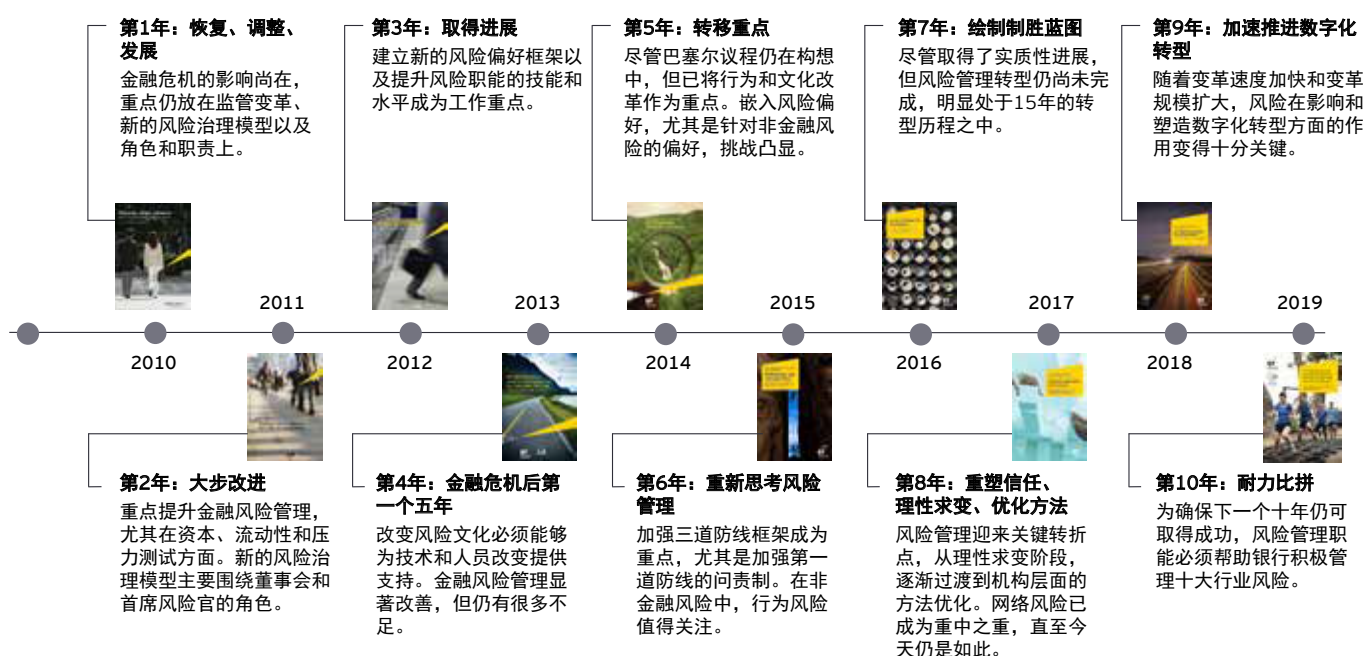 第1年：恢复、调整、
发展
金融危机的影响尚在，
重点仍放在监管变革、
新的风险治理模型以及
角色和职责上。
第3年：取得进展
建立新的风险偏好框架以
及提升风险职能的技能和
水平成为工作重点。
第5年：转移重点
尽管巴塞尔议程仍在构想
中，但已将行为和文化改
革作为重点。嵌入风险偏
好，尤其是针对非金融风
险的偏好，挑战凸显。
第7年：绘制制胜蓝图
尽管取得了实质性进展，
但风险管理转型仍尚未完
成，明显处于15年的转
型历程之中。
第9年：加速推进数字化
转型
随着变革速度加快和变革
规模扩大，风险在影响和
塑造数字化转型方面的作
用变得十分关键。
2011
2013
2015
2017
2019
2010
2012
2014
2016
2018
第2年：大步改进
重点提升金融风险管理，
尤其在资本、流动性和压
力测试方面。新的风险治
理模型主要围绕董事会和
首席风险官的角色。
第4年：金融危机后第
一个五年
改变风险文化必须能够
为技术和人员改变提供
支持。金融风险管理显
著改善，但仍有很多不
足。
第6年：重新思考风险
管理
加强三道防线框架成为
重点，尤其是加强第一
道防线的问责制。在非
金融风险中，行为风险
值得关注。
第8年：重塑信任、
理性求变、优化方法
风险管理迎来关键转折
点，从理性求变阶段，
逐渐过渡到机构层面的
方法优化。网络风险已
成为重中之重，直至今
天仍是如此。
第10年：耐力比拼
为确保下一个十年仍可
取得成功，风险管理职
能必须帮助银行积极管
理十大行业风险。